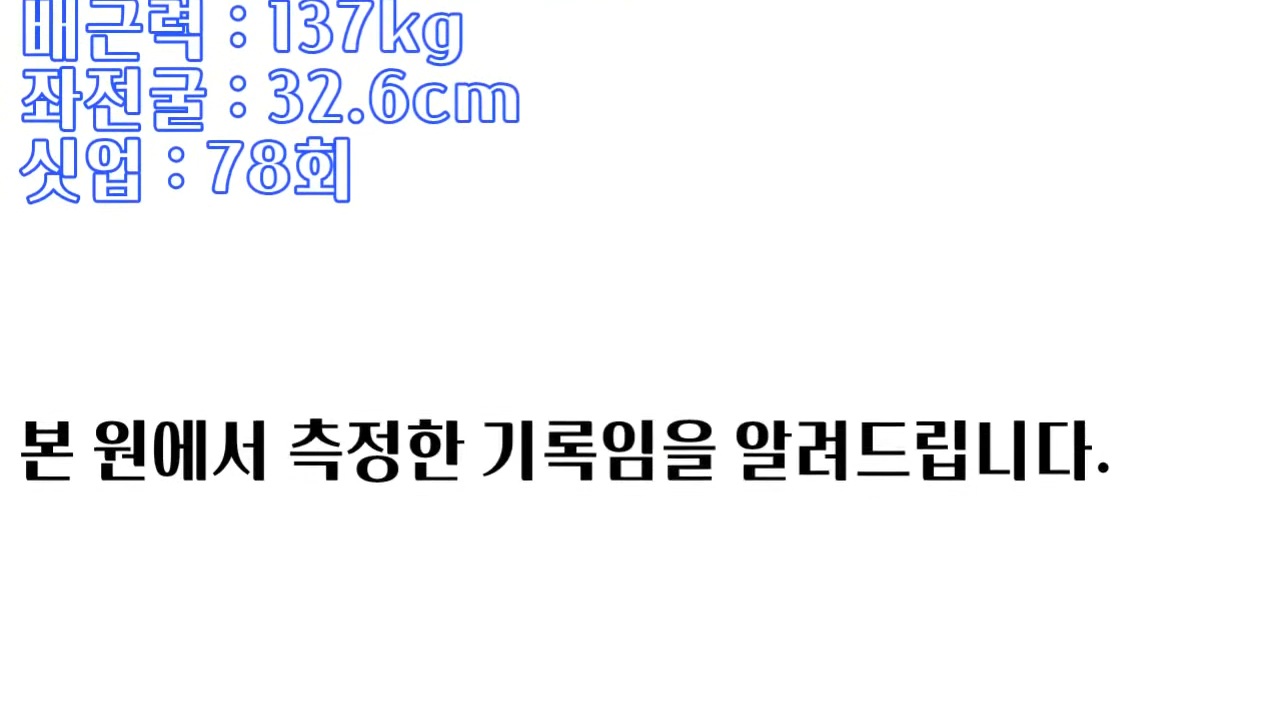 배근력 : 137kg
좌전굴 : 32.6cm
싯업 : 78회
본 원에서 측정한 기록임을 알려드립니다.